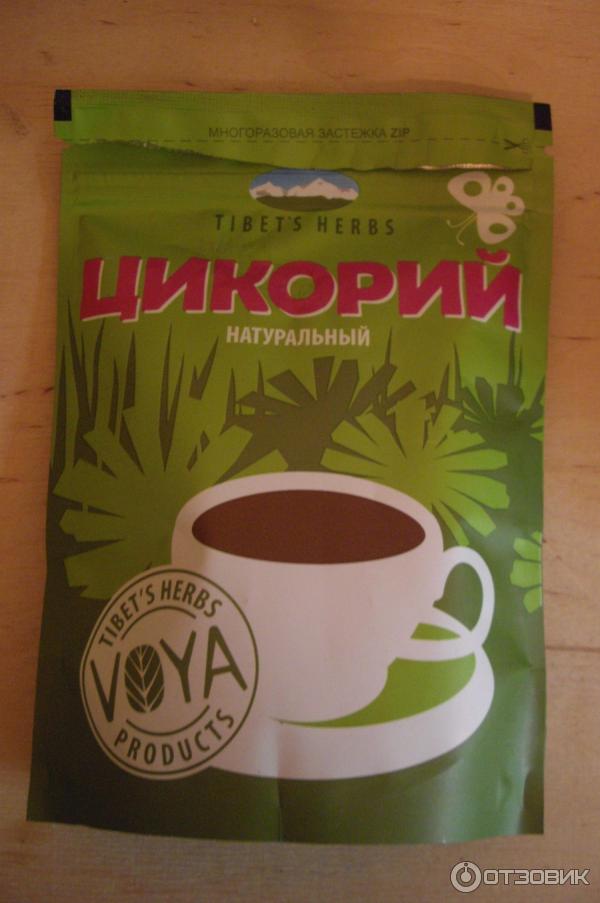 МНОГОРАЗОВАЯ ЗАСТЕЖКА ZIP
TIBET'S HERBS
ЦИКОРИЙ
НАТУРАЛЬНЫЙ
TIBET'S HERBS
VOYA
PRODUCTS
ОТЗОВИК